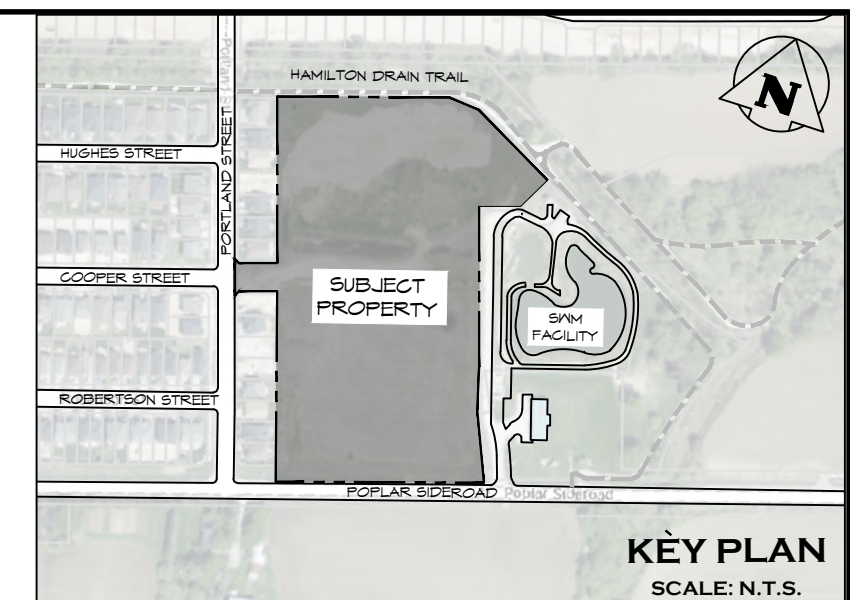 HAMILTON DRAIN TRAIL
N
HUGHES STREET
PORTLAND STREET
COOPER STREET
SUBJECT
PROPERTY
SWM
FACILITY
ROBERTSON STREET
POPLAR SIDEROAD
Poplar Sideroad
KEY PLAN
SCALE: N.T.S.